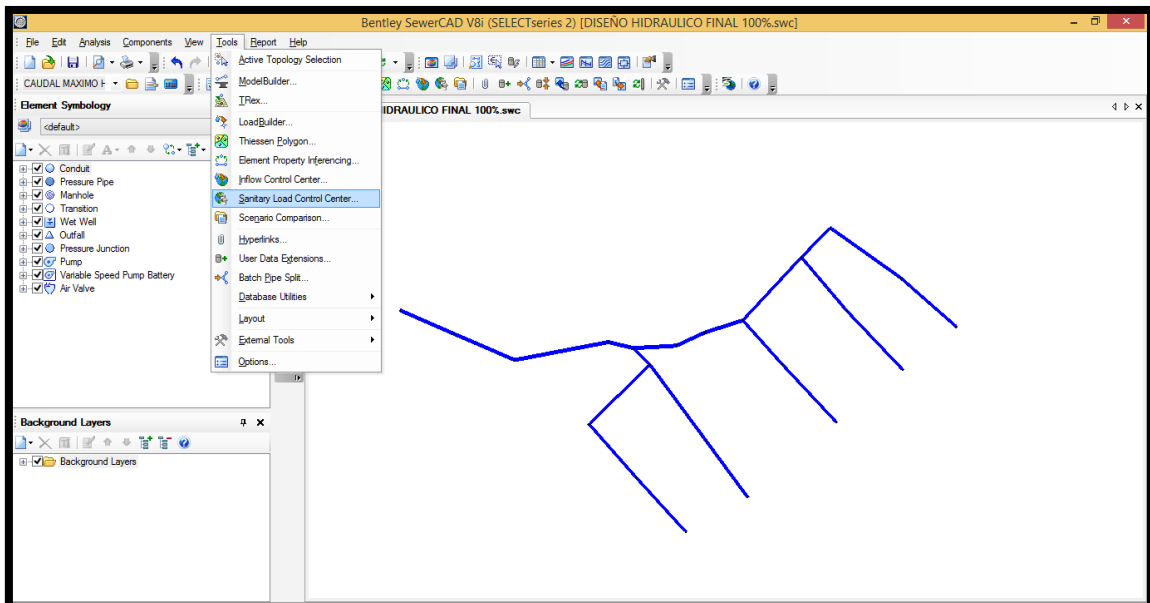 Bentley SewerCAD V8i (SELECTseries 2) [DISEÑO HIDRAULICO FINAL 100%.swc]
File Edit Analysis Components View Tools Report Help
CAUDAL MAXIMO H
Element Symbology
<default>
Conduit
Pressure Pipe
Manhole
Transition
Wet Well
Outfall
Pressure Junction
Pump
Variable Speed Pump Battery
Air Valve
Active Topology Selection
ModelBuilder...
TRex...
LoadBuilder...
Thiessen Polygon...
Element Property Inferencing...
Inflow Control Center...
Sanitary Load Control Center...
Scenario Comparison...
Hyperlinks...
User Data Extensions...
Batch Pipe Split...
Database Utilities
Layout
External Tools
Options...
HIDRAULICO FINAL 100%.swc
Background Layers
Background Layers